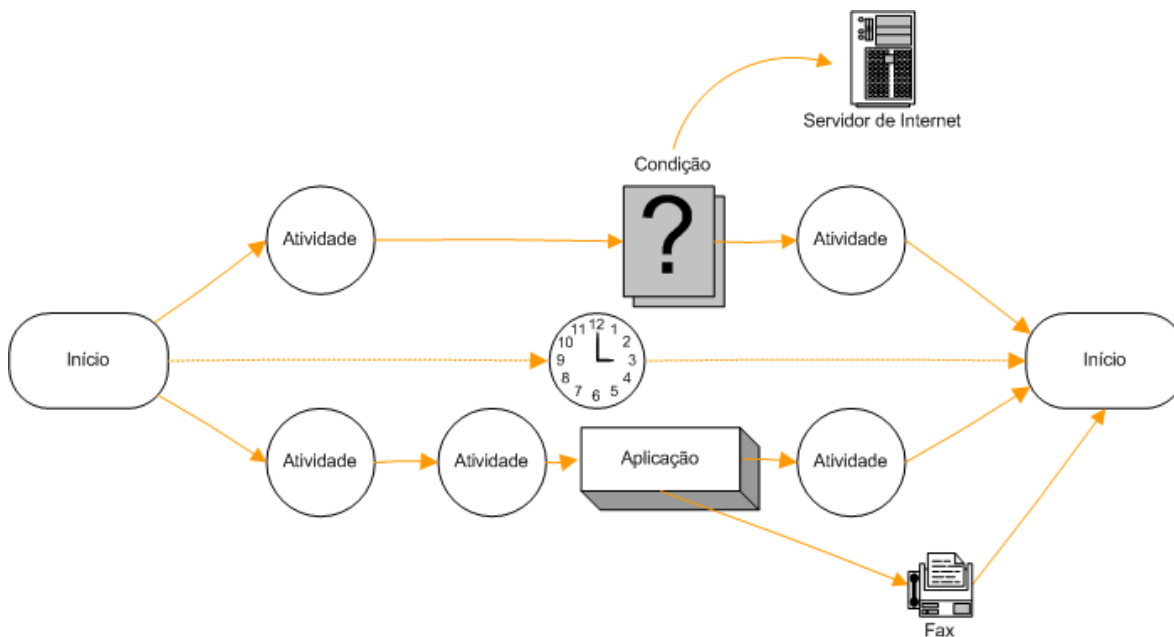 Servidor de Internet
Condição
Atividade
?
Atividade
Início
12
11
1
10
2
9
3
8
4
7
5
6
Início
Atividade
Atividade
Aplicação
Atividade
Fax